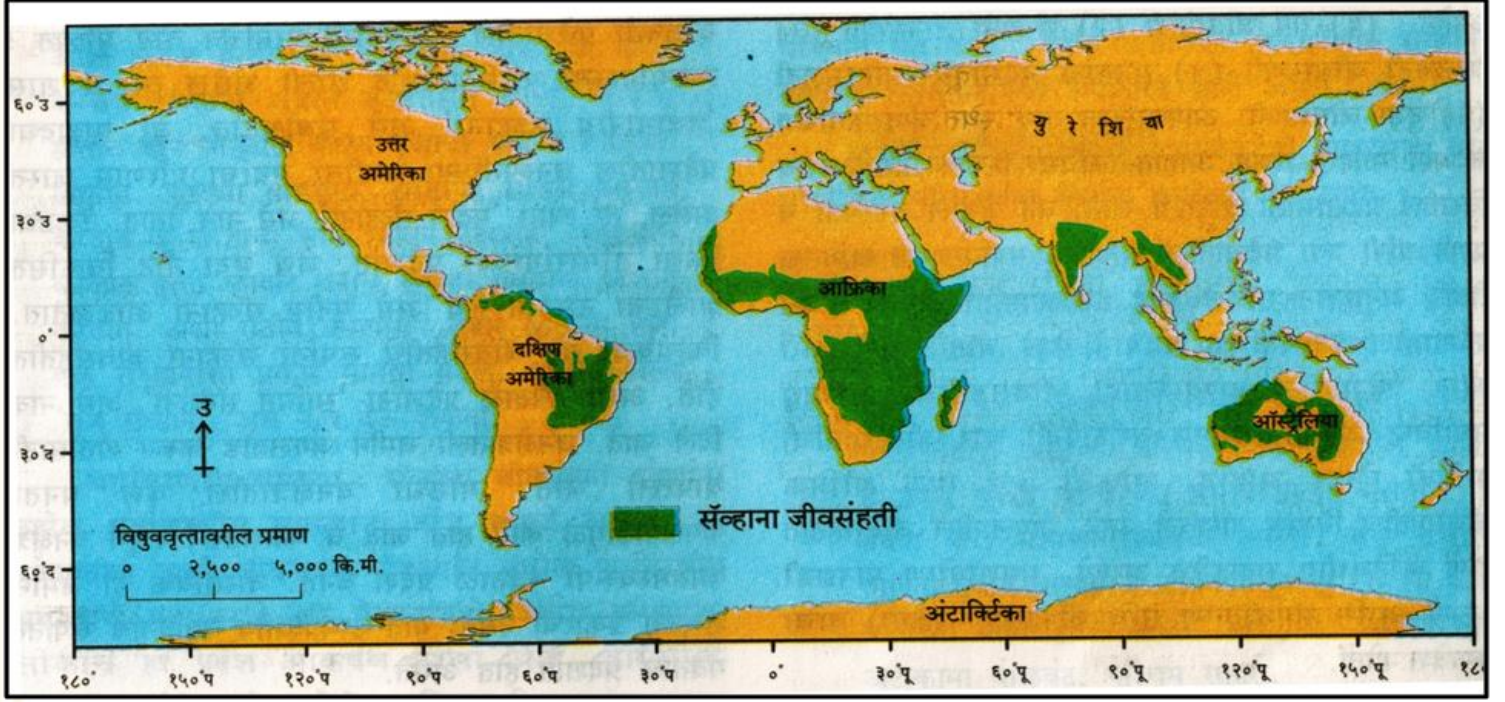 ६०°उ
३०°उ
०°
३०°द
६०°द
उत्तर
अमेरिका
यु रे शि या
आफ्रिका
दक्षिण
अमेरिका
ऑस्ट्रेलिया
उ
सॅव्हाना जीवसंहती
विषुववृत्तावरील प्रमाण
० २,५०० ५,००० कि.मी.
अंटार्क्टिका
१८०° १५०°प १२०°प ९०°प ६०°प ३०°प ०° ३०°पू ६०°पू ९०°पू १२०°पू १५०°पू